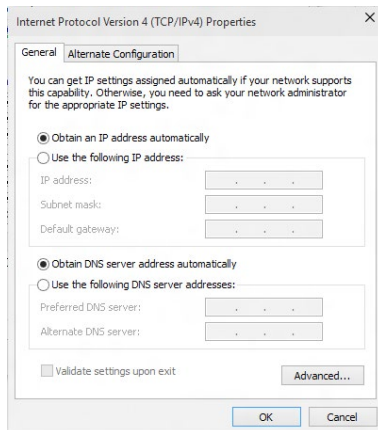 Internet Protocol Version 4 (TCP/IPv4) Properties
General
Alternate Configuration
You can get IP settings assigned automatically if your network supports
this capability. Otherwise, you need to ask your network administrator
for the appropriate IP settings.
Obtain an IP address automatically
Use the following IP address:
IP address:
Subnet mask:
Default gateway:
Obtain DNS server address automatically
Use the following DNS server addresses:
Preferred DNS server:
Alternate DNS server:
Validate settings upon exit
Advanced...
OK
Cancel